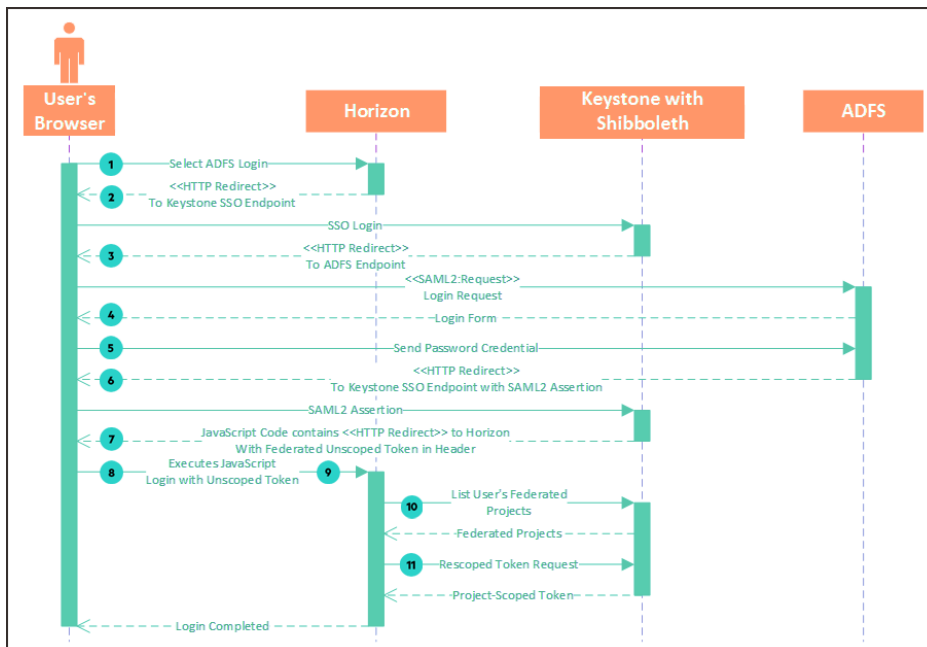 User's
Browser
Horizon
Keystone with
Shibboleth
ADFS
1 Select ADFS Login
<<HTTP Redirect>>
2 To Keystone SSO Endpoint
SSO Login
<<HTTP Redirect>>
3 To ADFS Endpoint
<<SAML2:Request>>
Login Request
4 Login Form
5 Send Password Credential
<<HTTP Redirect>>
6 To Keystone SSO Endpoint with SAML2 Assertion
SAML2 Assertion
JavaScript Code contains <<HTTP Redirect>> to Horizon
7 With Federated Unscoped Token in Header
Executes JavaScript
8 Login with Unscoped Token 9
List User's Federated
10 Projects
Federated Projects
11 Rescoped Token Request
Project-Scoped Token
Login Completed